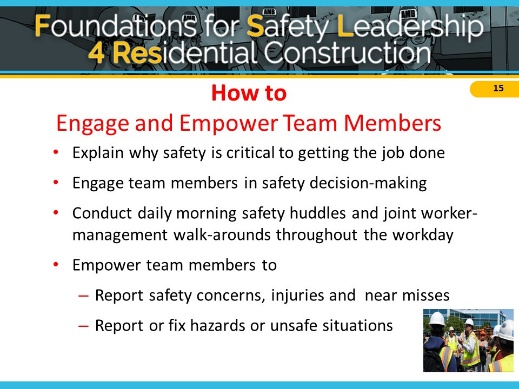 Foundations for Safety Leadership
4 Residential Construction
15
How to
Engage and Empower Team Members
• Explain why safety is critical to getting the job done
• Engage team members in safety decision-making
• Conduct daily morning safety huddles and joint worker-
management walk-arounds throughout the workday
• Empower team members to
– Report safety concerns, injuries and near misses
– Report or fix hazards or unsafe situations